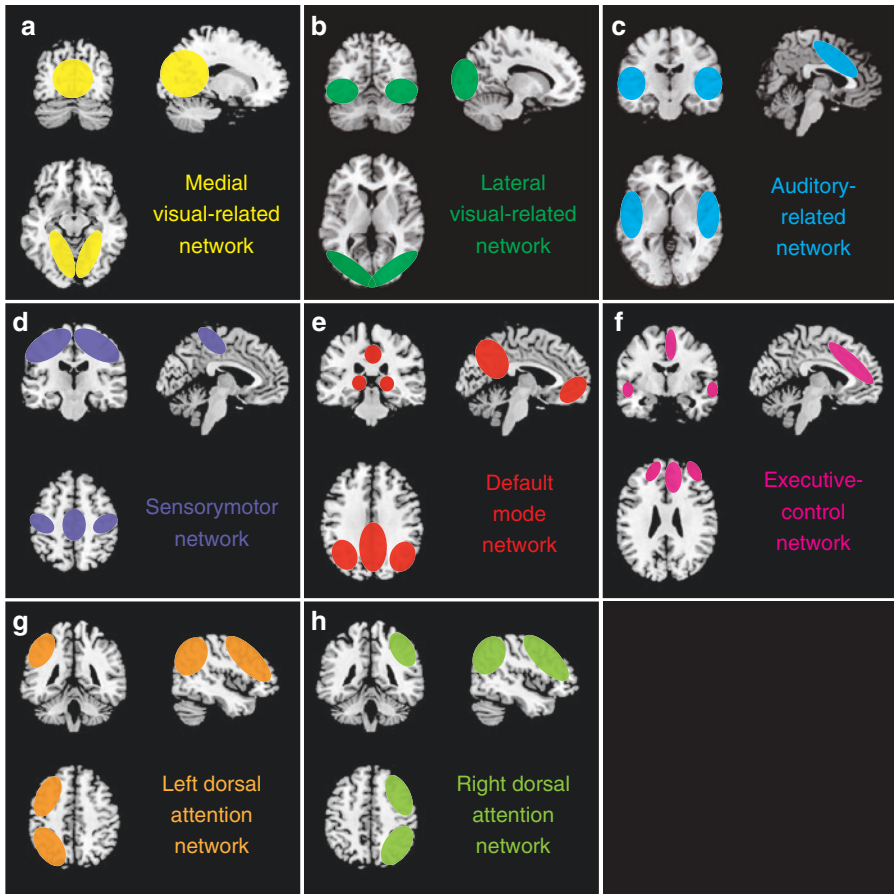 a
Medial
visual-related
network
b
Lateral
visual-related
network
c
Auditory-
related
network
d
Sensorymotor
network
e
Default
mode
network
f
Executive-
control
network
g
Left dorsal
attention
network
h
Right dorsal
attention
network